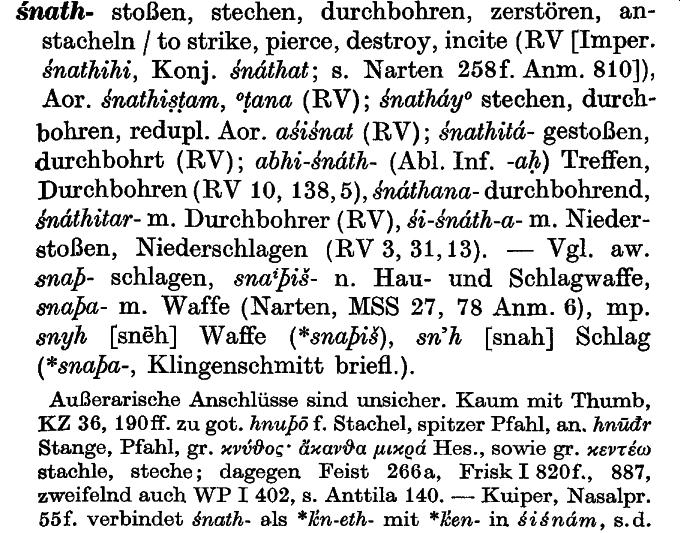 śnath- stoßen, stechen, durchbohren, zerstören, an-
stacheln / to strike, pierce, destroy, incite (RV [Imper.
śnathihi, Konj. śnáthat; s. Narten 258f. Anm. 810]),
Aor. śnathiṣṭam, °ṭana (RV); śnatháy° stechen, durch-
bohren, redupl. Aor. aśiśnat (RV); śnathitá- gestoßen,
durchbohrt (RV); abhi-śnáth- (Abl. Inf. -aḥ) Treffen,
Durchbohren (RV 10, 138, 5), śnáthana- durchbohrend,
śnáthitar- m. Durchbohrer (RV), śi-śnáth-a- m. Nieder-
stoßen, Niederschlagen (RV 3, 31, 13). — Vgl. aw.
snaþ- schlagen, snaⁱþiš- n. Hau- und Schlagwaffe,
snaþa- m. Waffe (Narten, MSS 27, 78 Anm. 6), mp.
snyh [snēh] Waffe (*snaþiš), sn’h [snah] Schlag
(*snaþa-, Klingenschmitt briefl.).
Außerarische Anschlüsse sind unsicher. Kaum mit Thumb,
KZ 36, 190ff. zu got. hnuþō f. Stachel, spitzer Pfahl, an. hnūđr
Stange, Pfahl, gr. κνύθος· ἄκανθα μικρά Hes., sowie gr. κεντέω
stachle, steche; dagegen Feist 266a, Frisk I 820f., 887,
zweifelnd auch WP I 402, s. Anttila 140. — Kuiper, Nasalpr.
55f. verbindet śnath- als *k̂n-eth- mit *k̂en- in śiśnám, s.d.